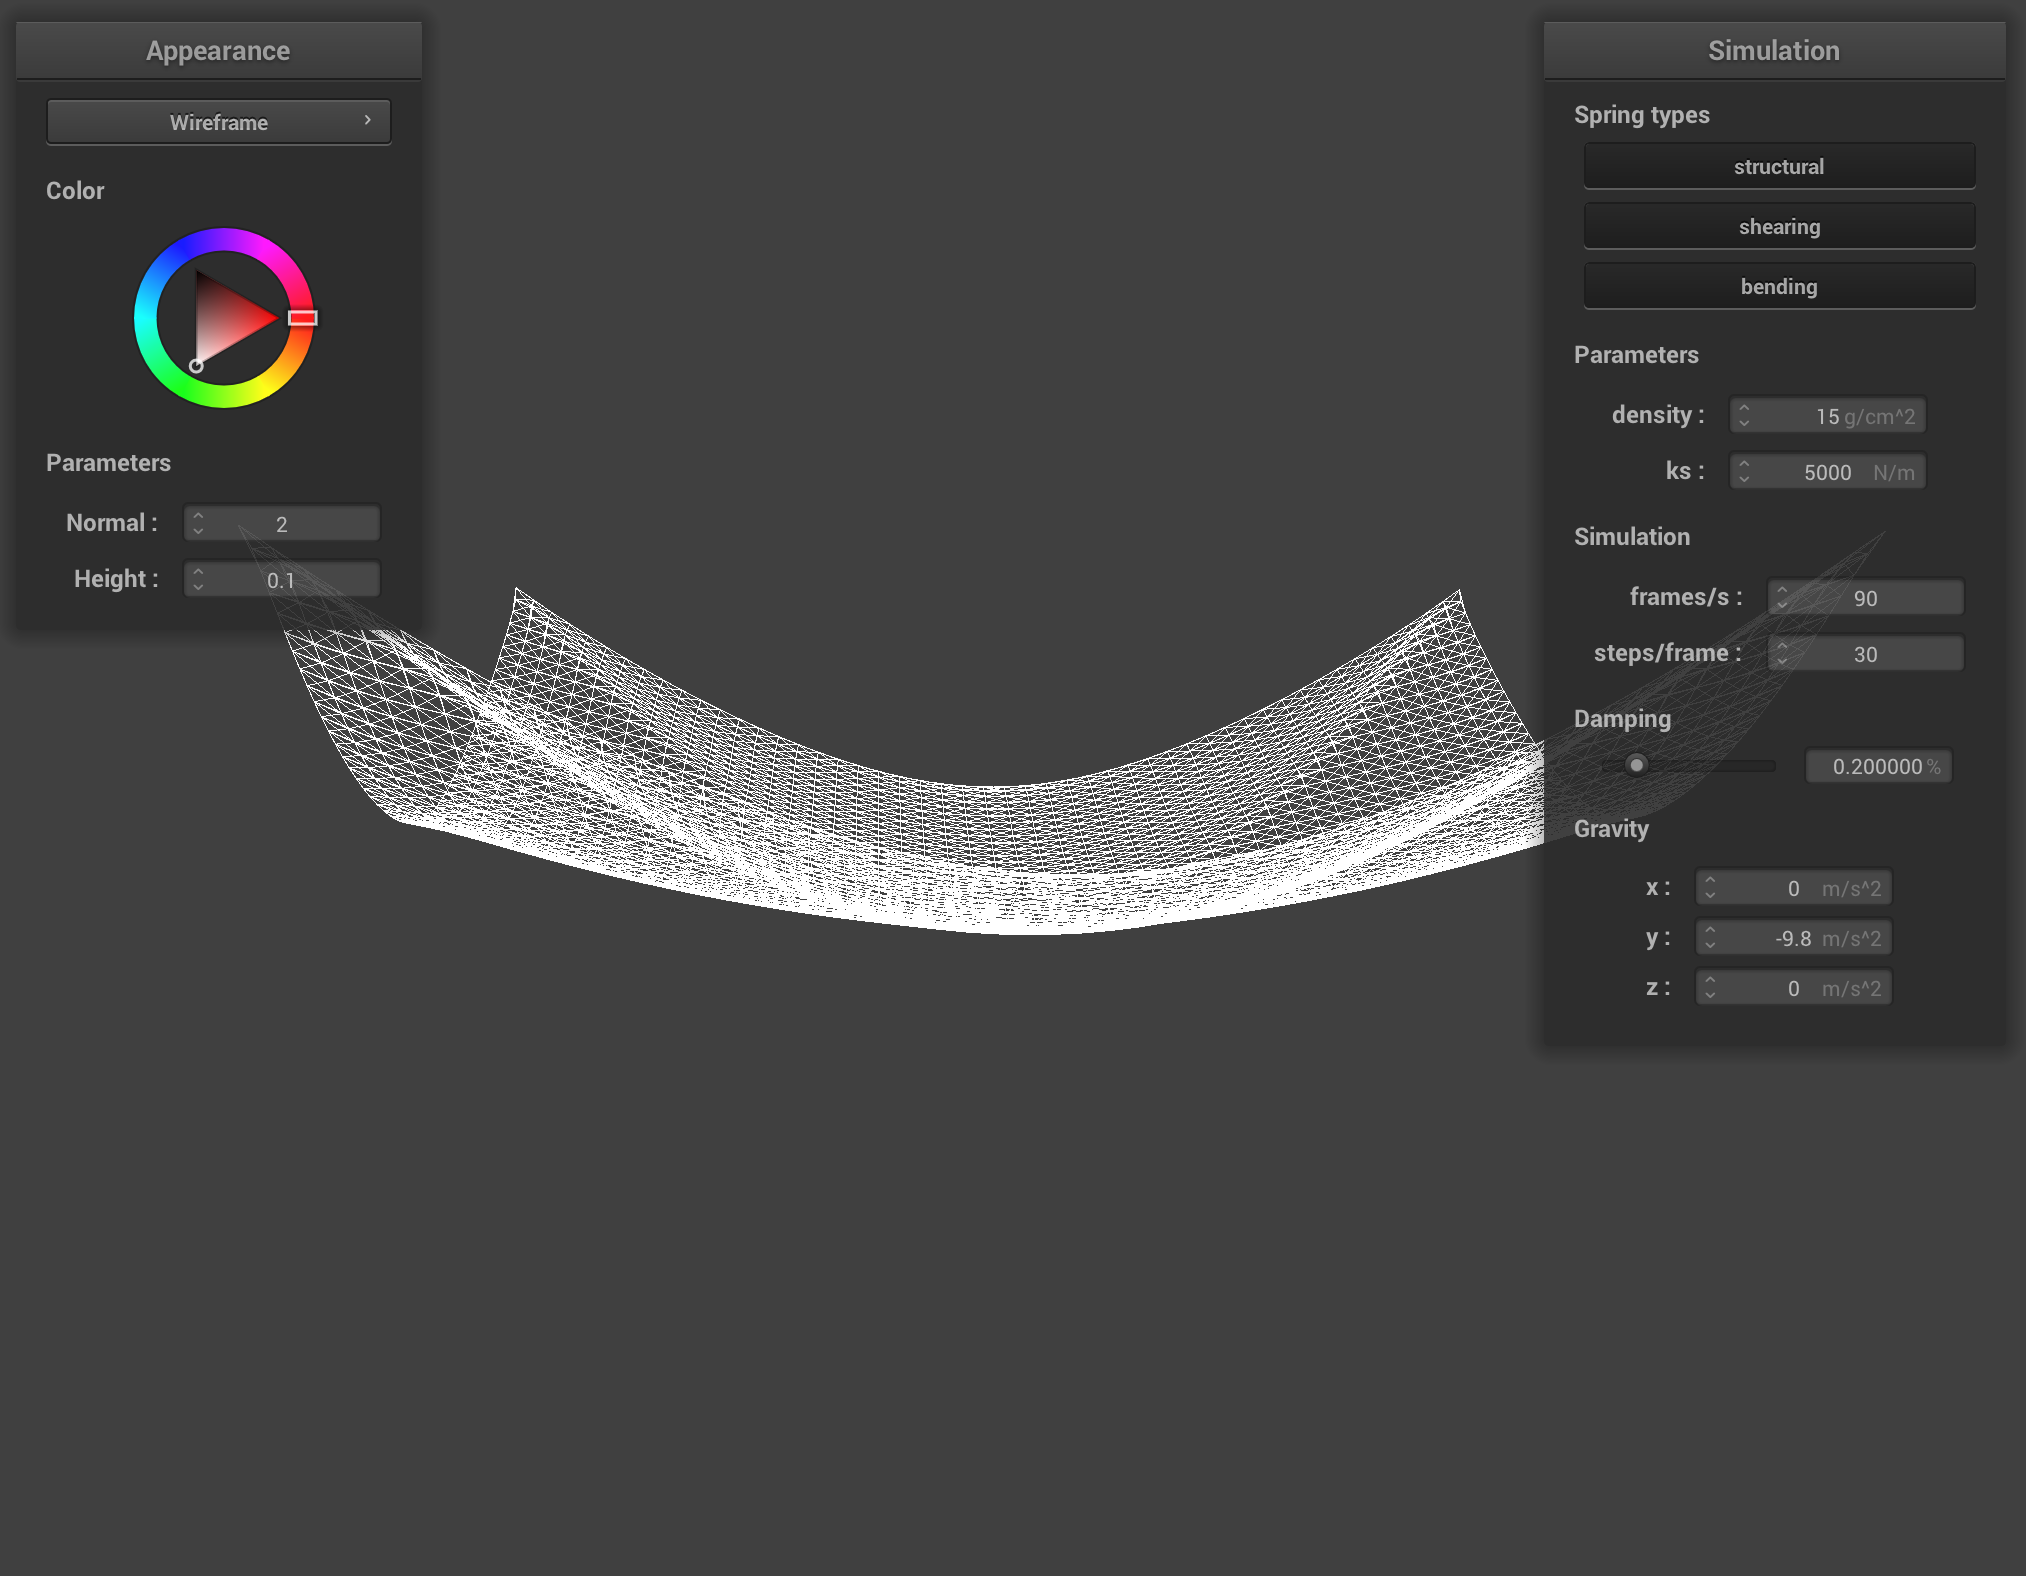 Appearance
Wireframe
Color
Parameters
Normal : 2
Height : 0.1
Simulation
Spring types
structural
shearing
bending
Parameters
density : 15 g/cm^2
ks : 5000 N/m
Simulation
frames/s : 90
steps/frame : 30
Damping
0.200000 %
Gravity
x : 0 m/s^2
y : -9.8 m/s^2
z : 0 m/s^2